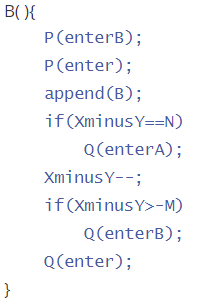 B( ){
P(enterB);
P(enter);
append(B);
if(XminusY==N)
Q(enterA);
XminusY--;
if(XminusY>-M)
Q(enterB);
Q(enter);
}